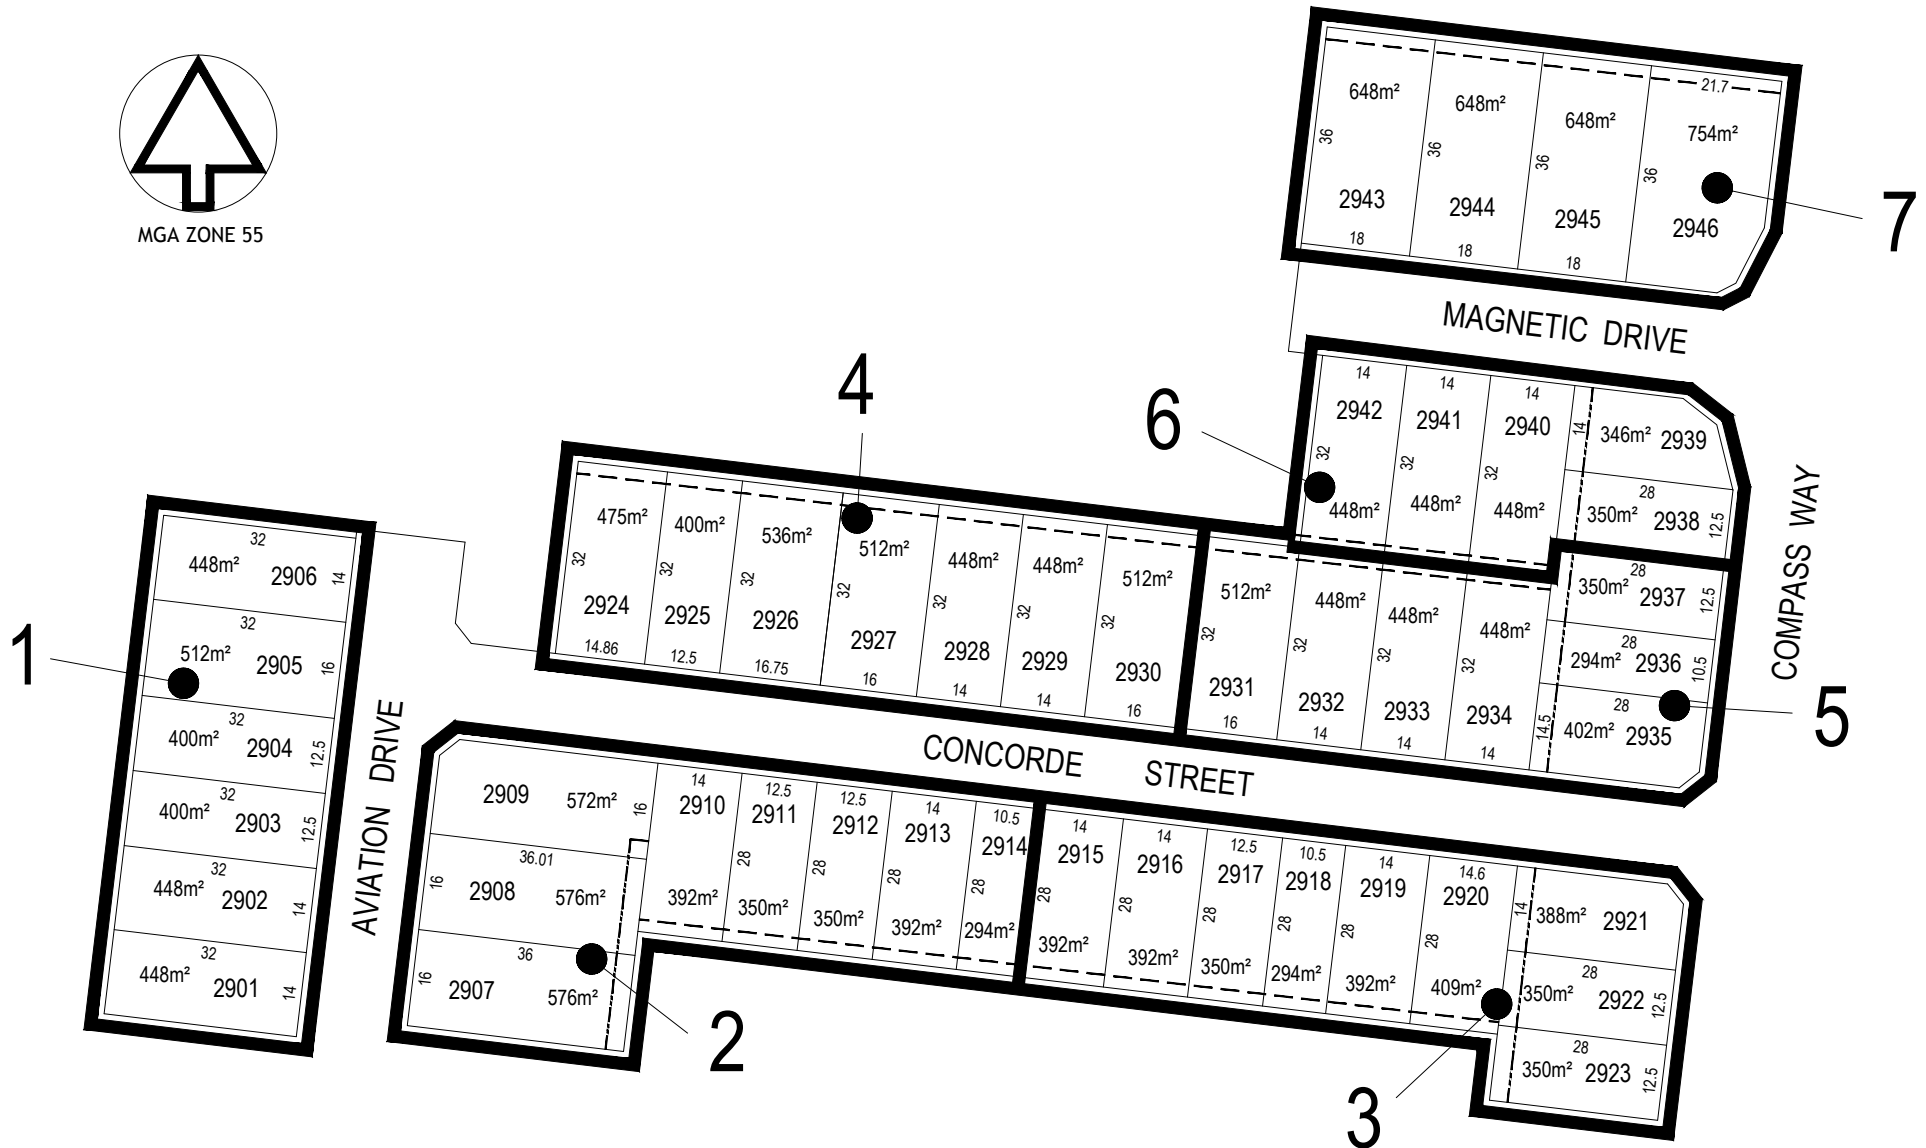 MGA ZONE 55
21.7
648m² 648m² 648m² 754m²
36 36 36 36
2943 2944 2945 2946
18 18 18
7
MAGNETIC DRIVE
4
6
14 14 14
2942 2941 2940 14 346m² 2939
32 32 32
448m² 448m² 448m²
28
350m² 2938 12.5
COMPASS WAY
475m² 400m² 536m² 512m² 448m² 448m² 512m²
32 32 32 32 32 32 32
2924 2925 2926 2927 2928 2929 2930
14.86 12.5 16.75 16 14 14 16
512m² 448m² 448m² 448m²
32 32 32 32
2931 2932 2933 2934
16 14 14 14
28
350m² 2937 12.5
28
294m² 2936 10.5
28
14.5 402m² 2935
5
1
32
448m² 2906 14
32
512m² 2905 16
32
400m² 2904 12.5
32
400m² 2903 12.5
32
448m² 2902 14
32
448m² 2901 14
AVIATION DRIVE
CONCORDE STREET
2909 572m² 16
36.01
16 2908 576m²
36
16 2907 576m²
2
14 12.5 12.5 14 10.5
2910 2911 2912 2913 2914
28 28 28 28
392m² 350m² 350m² 392m² 294m²
14 14 12.5 10.5 14 14.6
2915 2916 2917 2918 2919 2920
28 28 28 28 28 28
392m² 392m² 350m² 294m² 392m² 409m²
14 388m² 2921
28
350m² 2922 12.5
28
350m² 2923 12.5
3